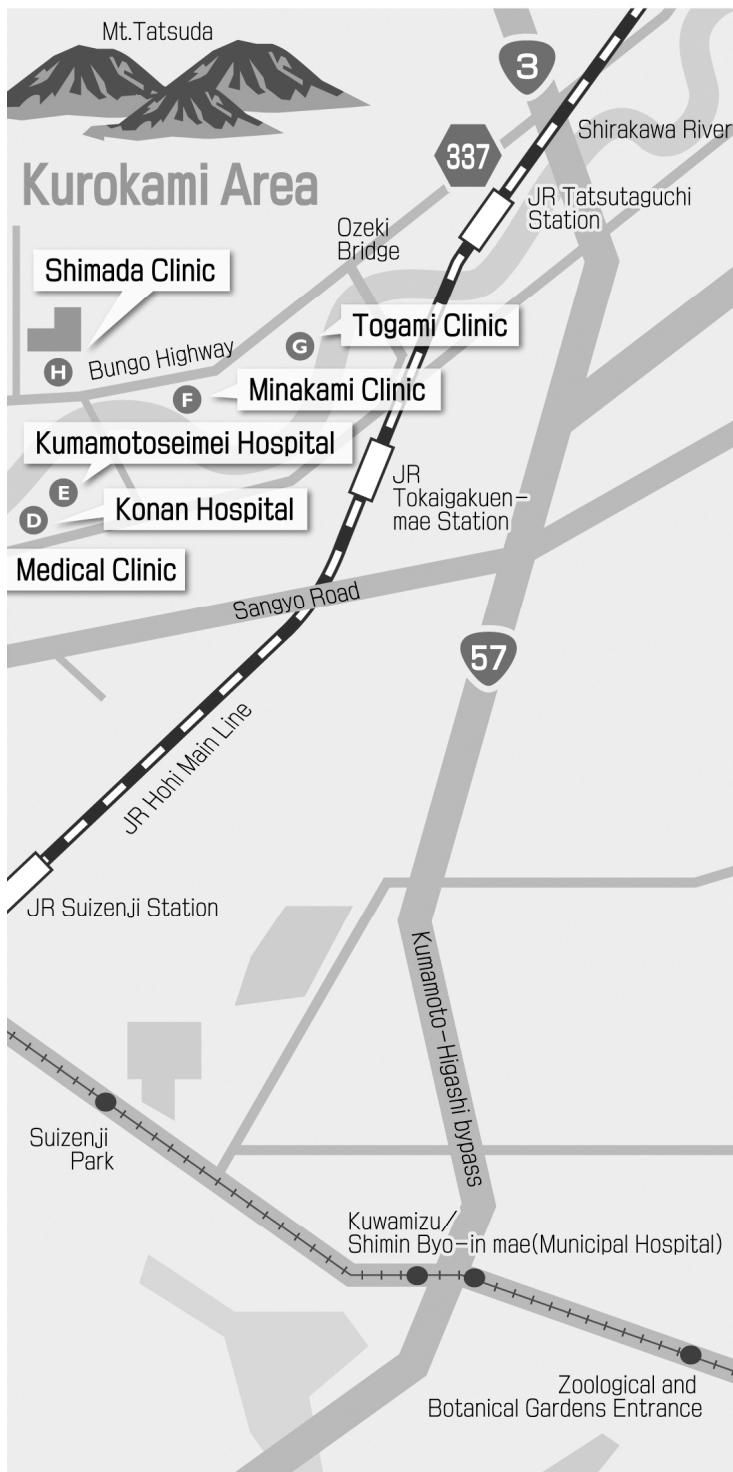 Mt.Tatsuda
3
Shirakawa River
337
Kurokami Area
JR Tatsutaguchi
Station
Ozeki
Bridge
Shimada Clinic
Togami Clinic
G
H
Bungo Highway
Minakami Clinic
F
Kumamotoseimei Hospital
E
JR
Tokaigakuen-
mae Station
Konan Hospital
D
Medical Clinic
Sangyo Road
57
JR Hohi Main Line
JR Suizenji Station
Kumamoto-Higashi bypass
Suizenji
Park
Kuwamizu/
Shimin Byo-in mae(Municipal Hospital)
Zoological and
Botanical Gardens Entrance